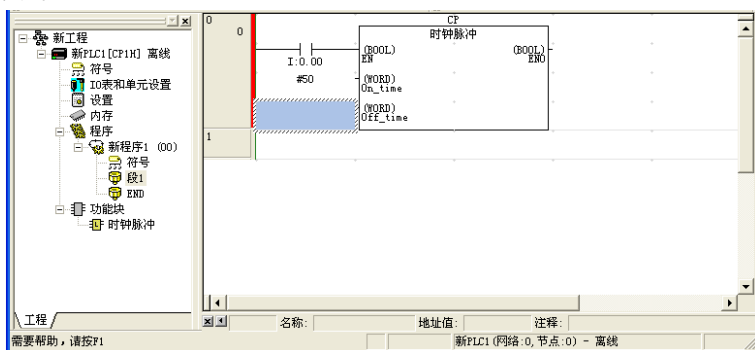 新工程
新PLC1[CP1H] 离线
符号
IO表和单元设置
设置
内存
程序
新程序1 (00)
符号
段1
END
功能块
时钟脉冲
工程
0
0
1
CP
时钟脉冲
I:0.00
(BOOL)
EN
(BOOL)
ENO
#50
(WORD)
On_time
(WORD)
Off_time
名称:
地址值:
注释:
需要帮助，请按F1
新PLC1(网络:0,节点:0) - 离线